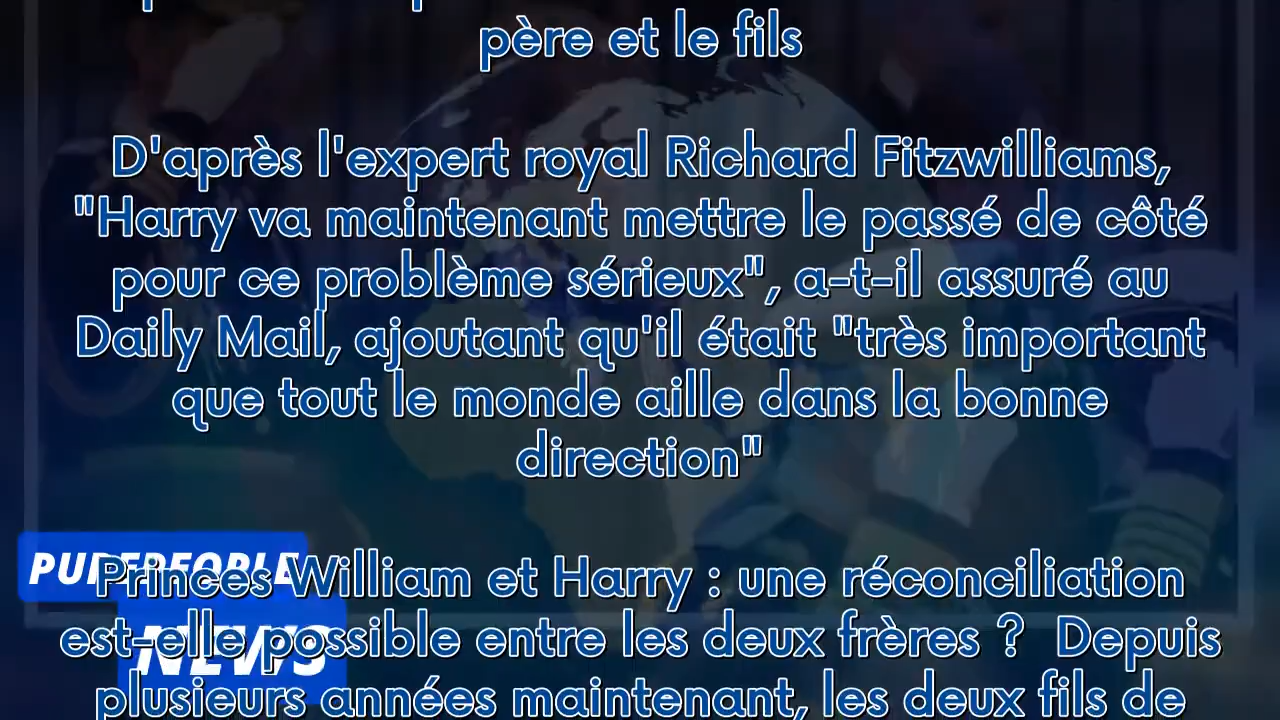 père et le fils
D'après l'expert royal Richard Fitzwilliams,
"Harry va maintenant mettre le passé de côté
pour ce problème sérieux", a-t-il assuré au
Daily Mail, ajoutant qu'il était "très important
que tout le monde aille dans la bonne
direction"
Princes William et Harry : une réconciliation
est-elle possible entre les deux frères ? Depuis
plusieurs années maintenant, les deux fils de
NEWS